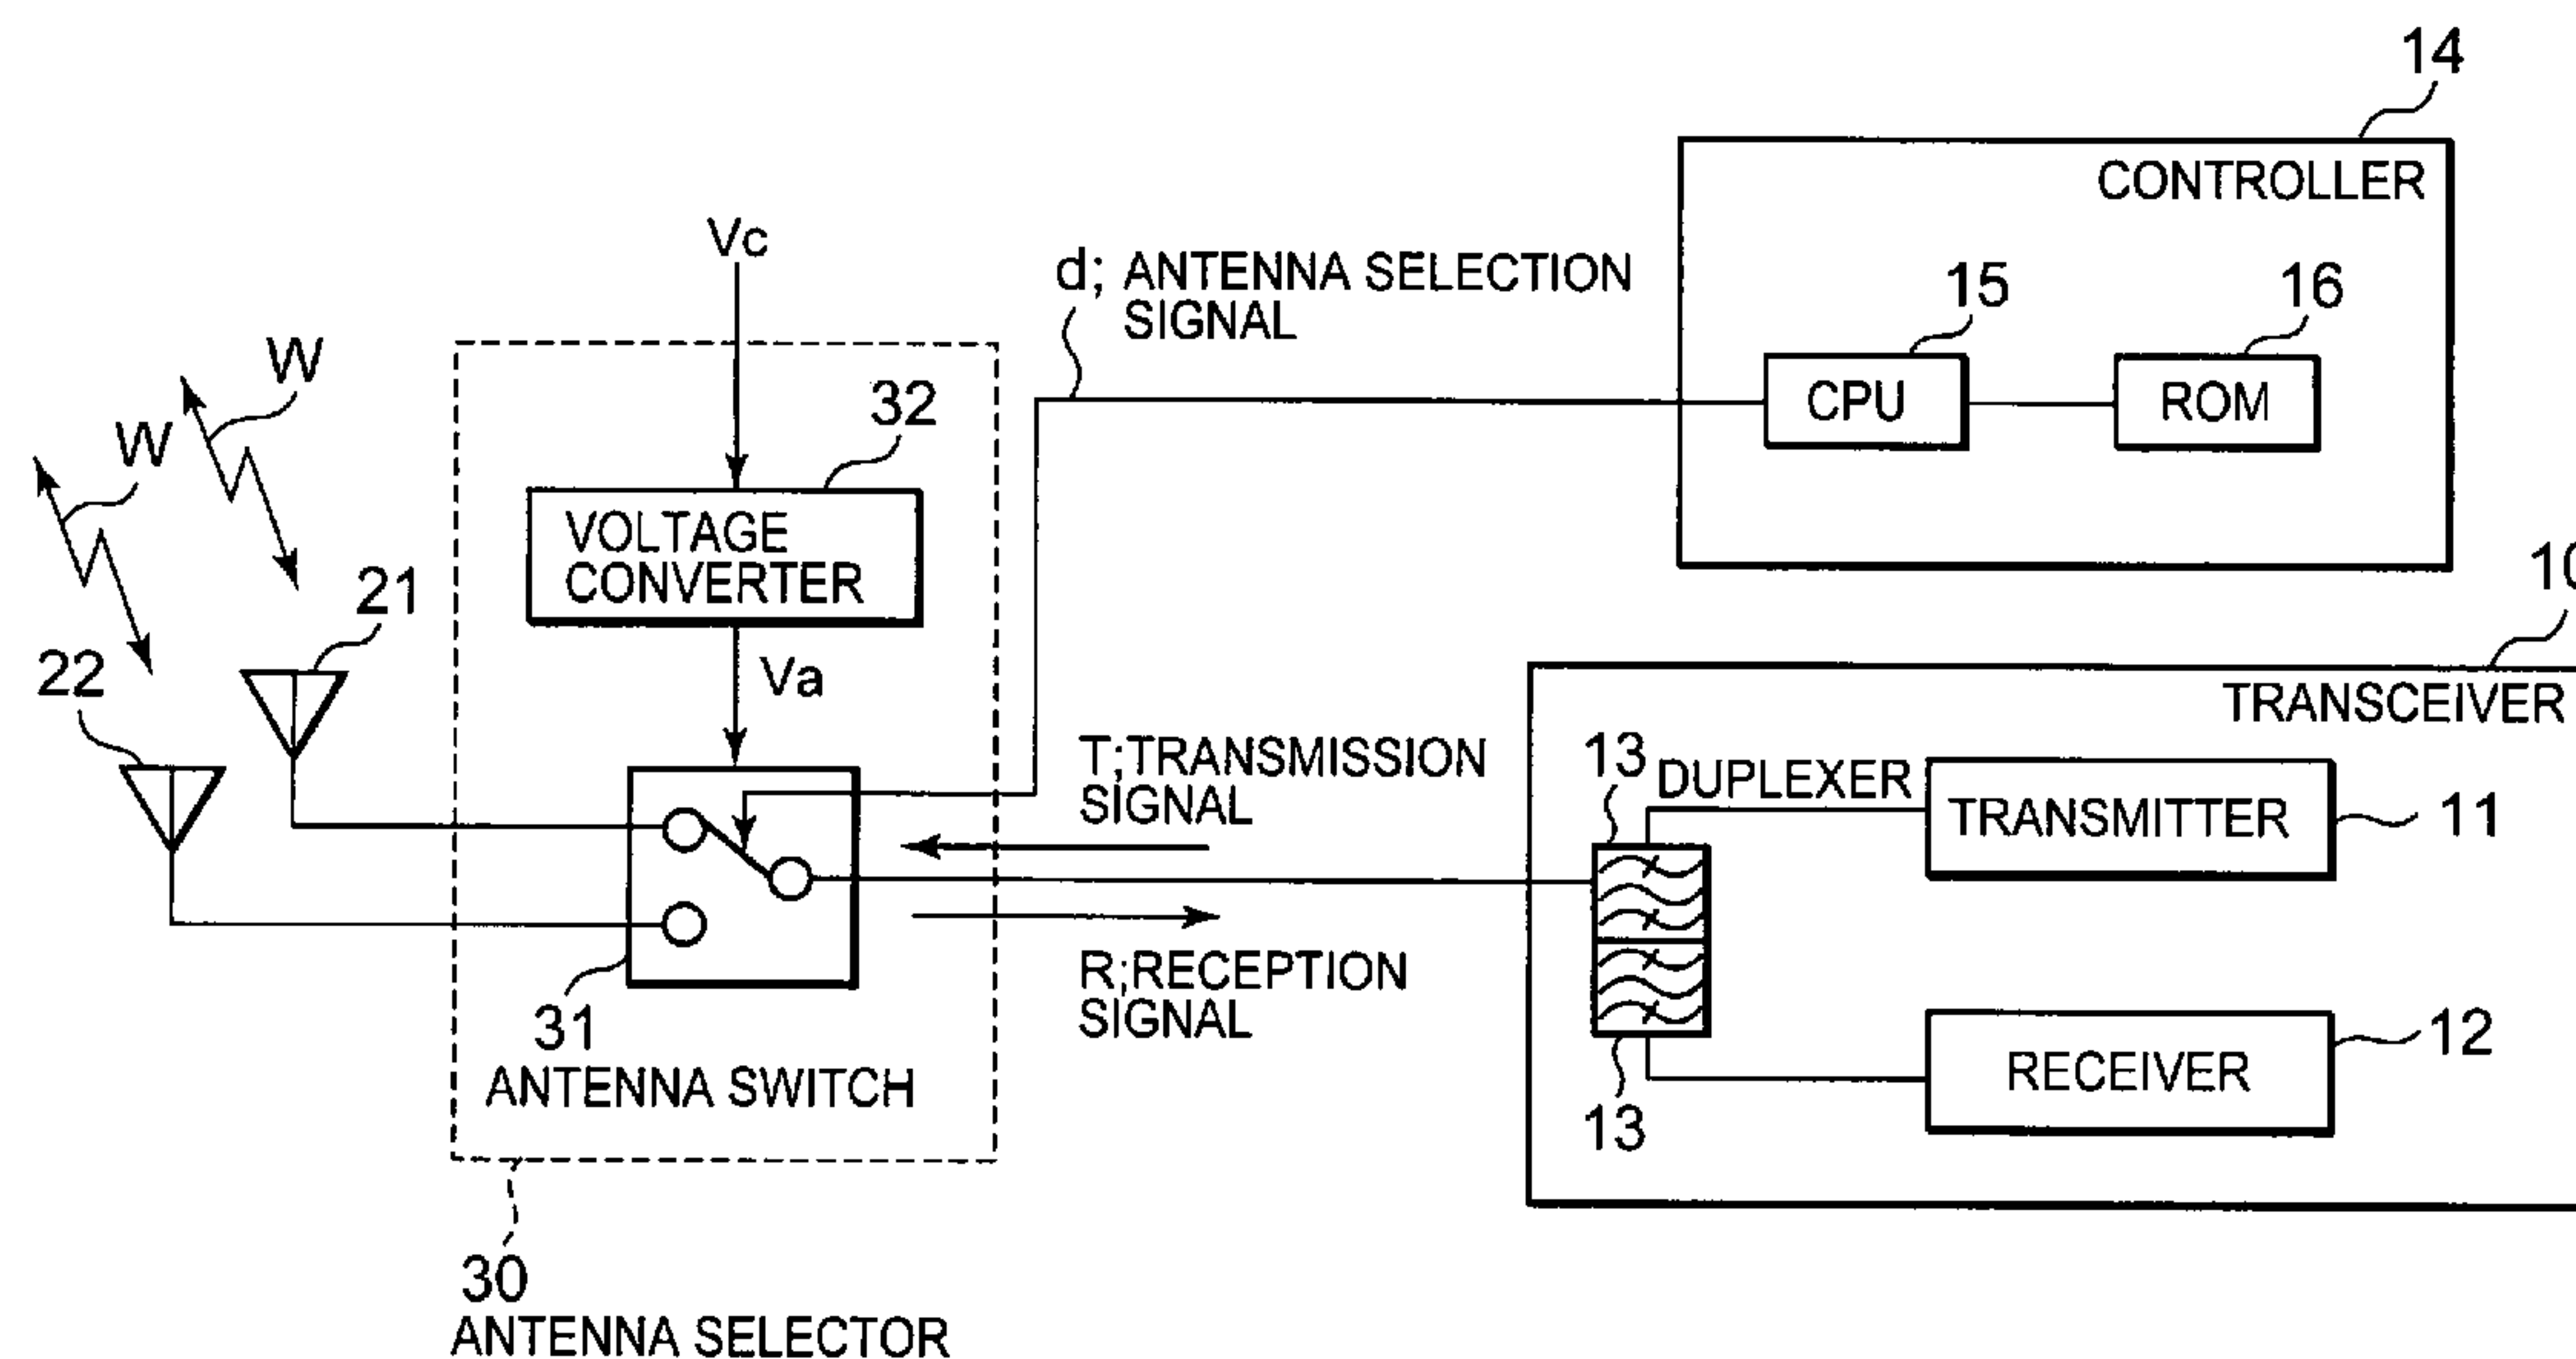 14
CONTROLLER
Vc
d; ANTENNA SELECTION
SIGNAL
15
16
CPU
ROM
W
W
32
VOLTAGE
CONVERTER
10
21
22
Va
TRANSCEIVER
T;TRANSMISSION
SIGNAL
13
DUPLEXER
TRANSMITTER
11
R;RECEPTION
SIGNAL
31
ANTENNA SWITCH
13
RECEIVER
12
30
ANTENNA SELECTOR